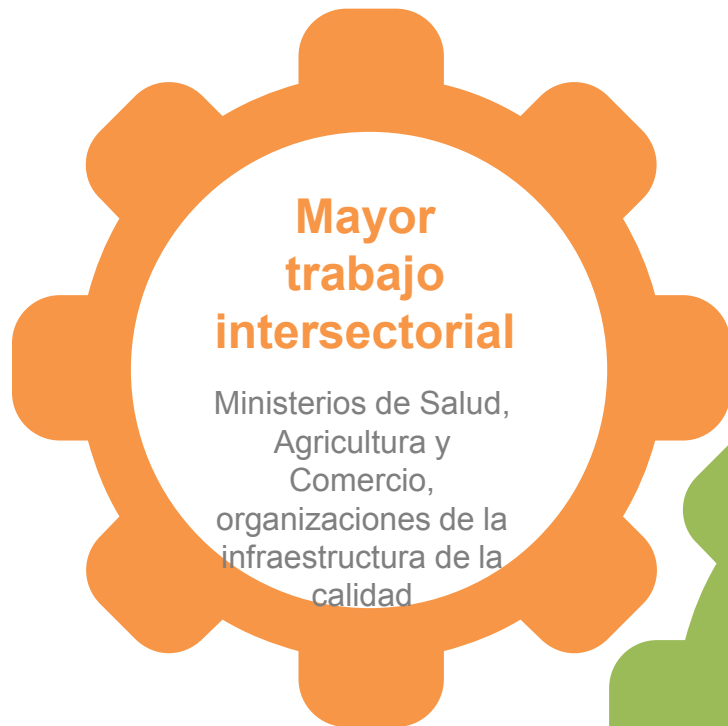 Mayor
trabajo
intersectorial
Ministerios de Salud,
Agricultura y
Comercio,
organizaciones de la
infraestructura de la
calidad